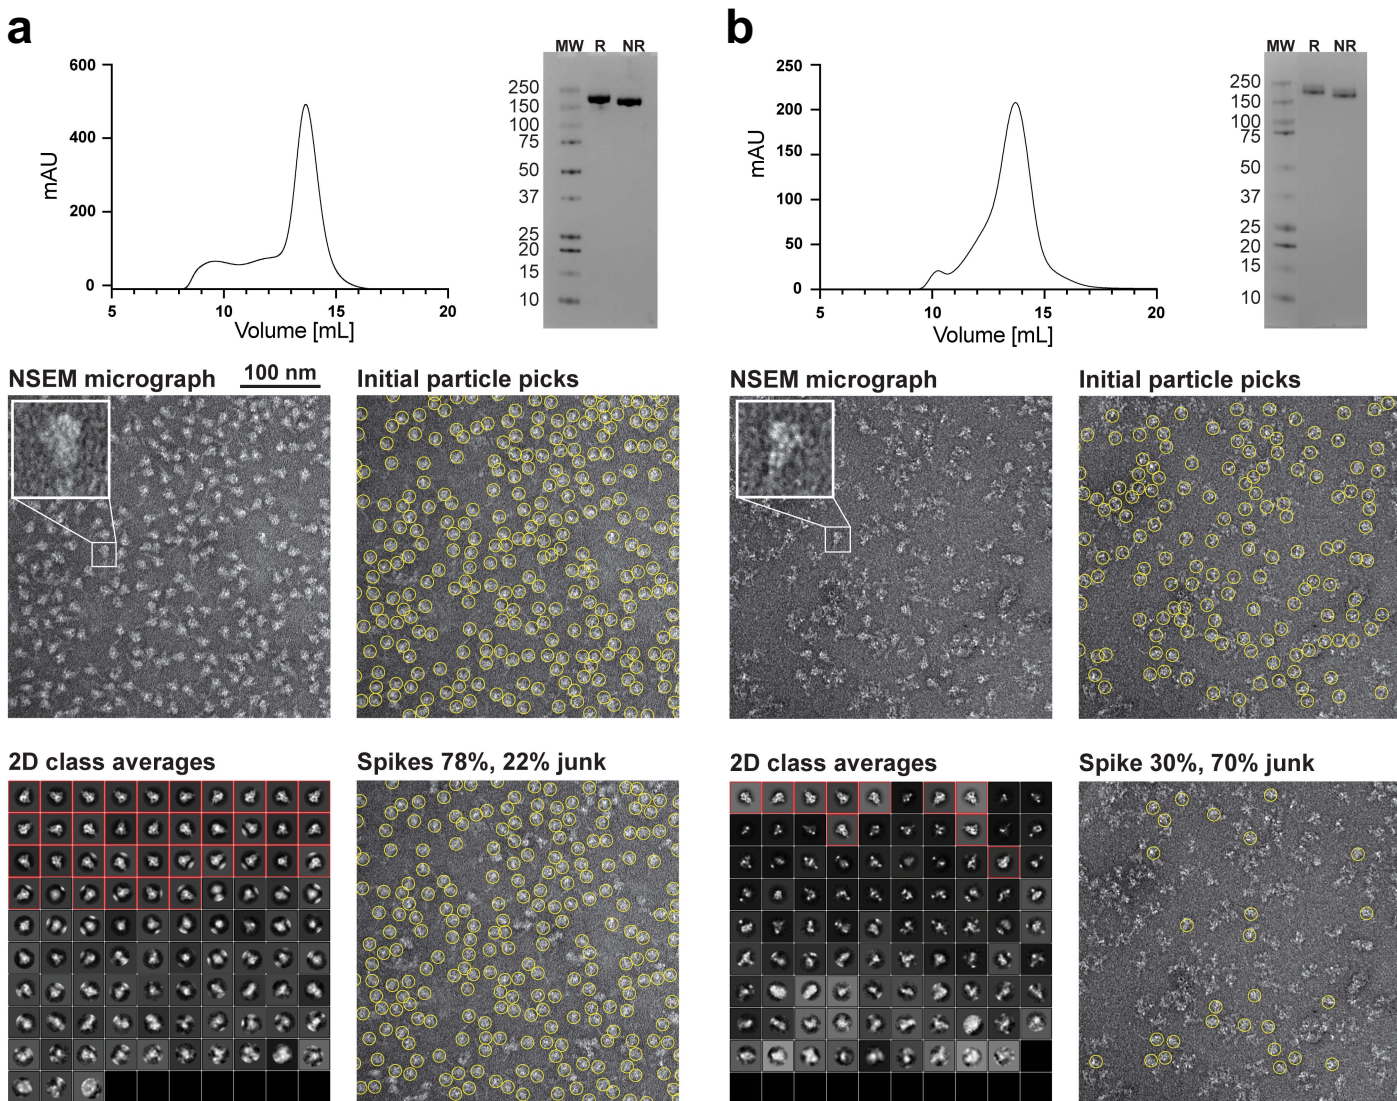 a
MW R NR
600
400
200
0
mAU
5 10 15 20
Volume [mL]
250
150
100
75
50
37
25
20
15
10
NSEM micrograph
100 nm
Initial particle picks
2D class averages
Spikes 78%, 22% junk
b
MW R NR
250
200
150
100
50
0
mAU
5 10 15 20
Volume [mL]
250
150
100
75
50
37
25
20
15
10
NSEM micrograph
Initial particle picks
2D class averages
Spike 30%, 70% junk